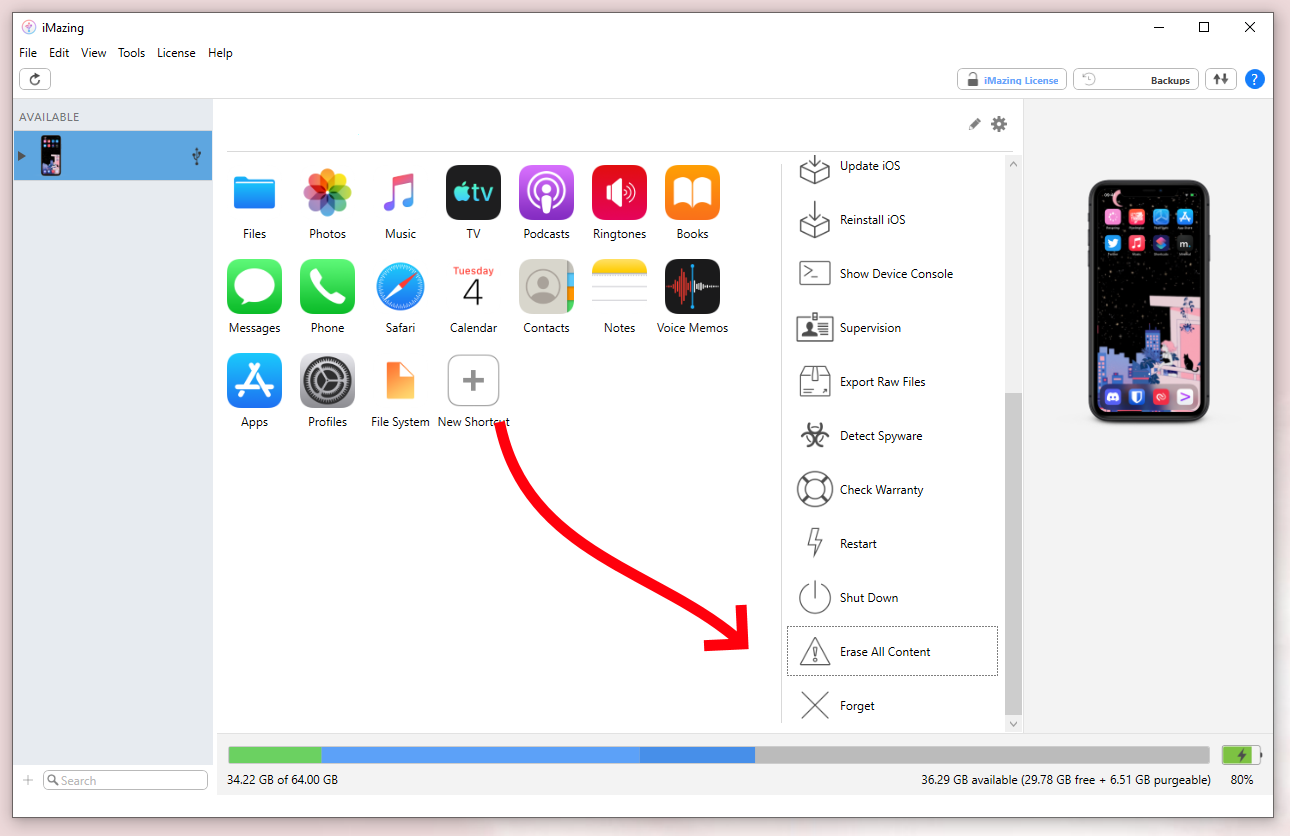 iMazing
File Edit View Tools License Help
iMazing License
Backups
?
AVAILABLE
Files
Photos
Music
tv
TV
Podcasts
Ringtones
Books
Messages
Phone
Safari
Tuesday
4
Calendar
Contacts
Notes
Voice Memos
Apps
Profiles
File System
New Shortcut
Update iOS
Reinstall iOS
Show Device Console
Supervision
Export Raw Files
Detect Spyware
Check Warranty
Restart
Shut Down
Erase All Content
Forget
Search
34.22 GB of 64.00 GB
36.29 GB available (29.78 GB free + 6.51 GB purgeable)
80%